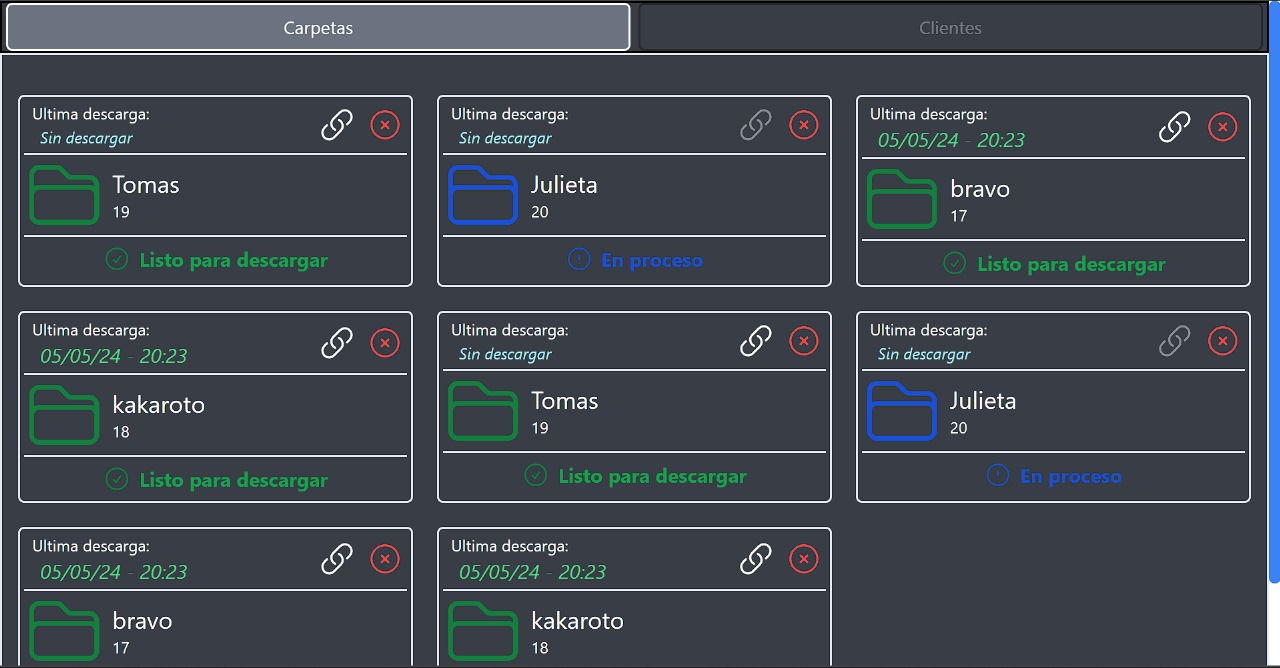 Carpetas
Clientes
Ultima descarga:
Sin descargar
Tomas
19
Listo para descargar
Ultima descarga:
Sin descargar
Julieta
20
En proceso
Ultima descarga:
05/05/24 - 20:23
bravo
17
Listo para descargar
Ultima descarga:
05/05/24 - 20:23
kakaroto
18
Listo para descargar
Ultima descarga:
Sin descargar
Tomas
19
Listo para descargar
Ultima descarga:
Sin descargar
Julieta
20
En proceso
Ultima descarga:
05/05/24 - 20:23
bravo
17
Ultima descarga:
05/05/24 - 20:23
kakaroto
18